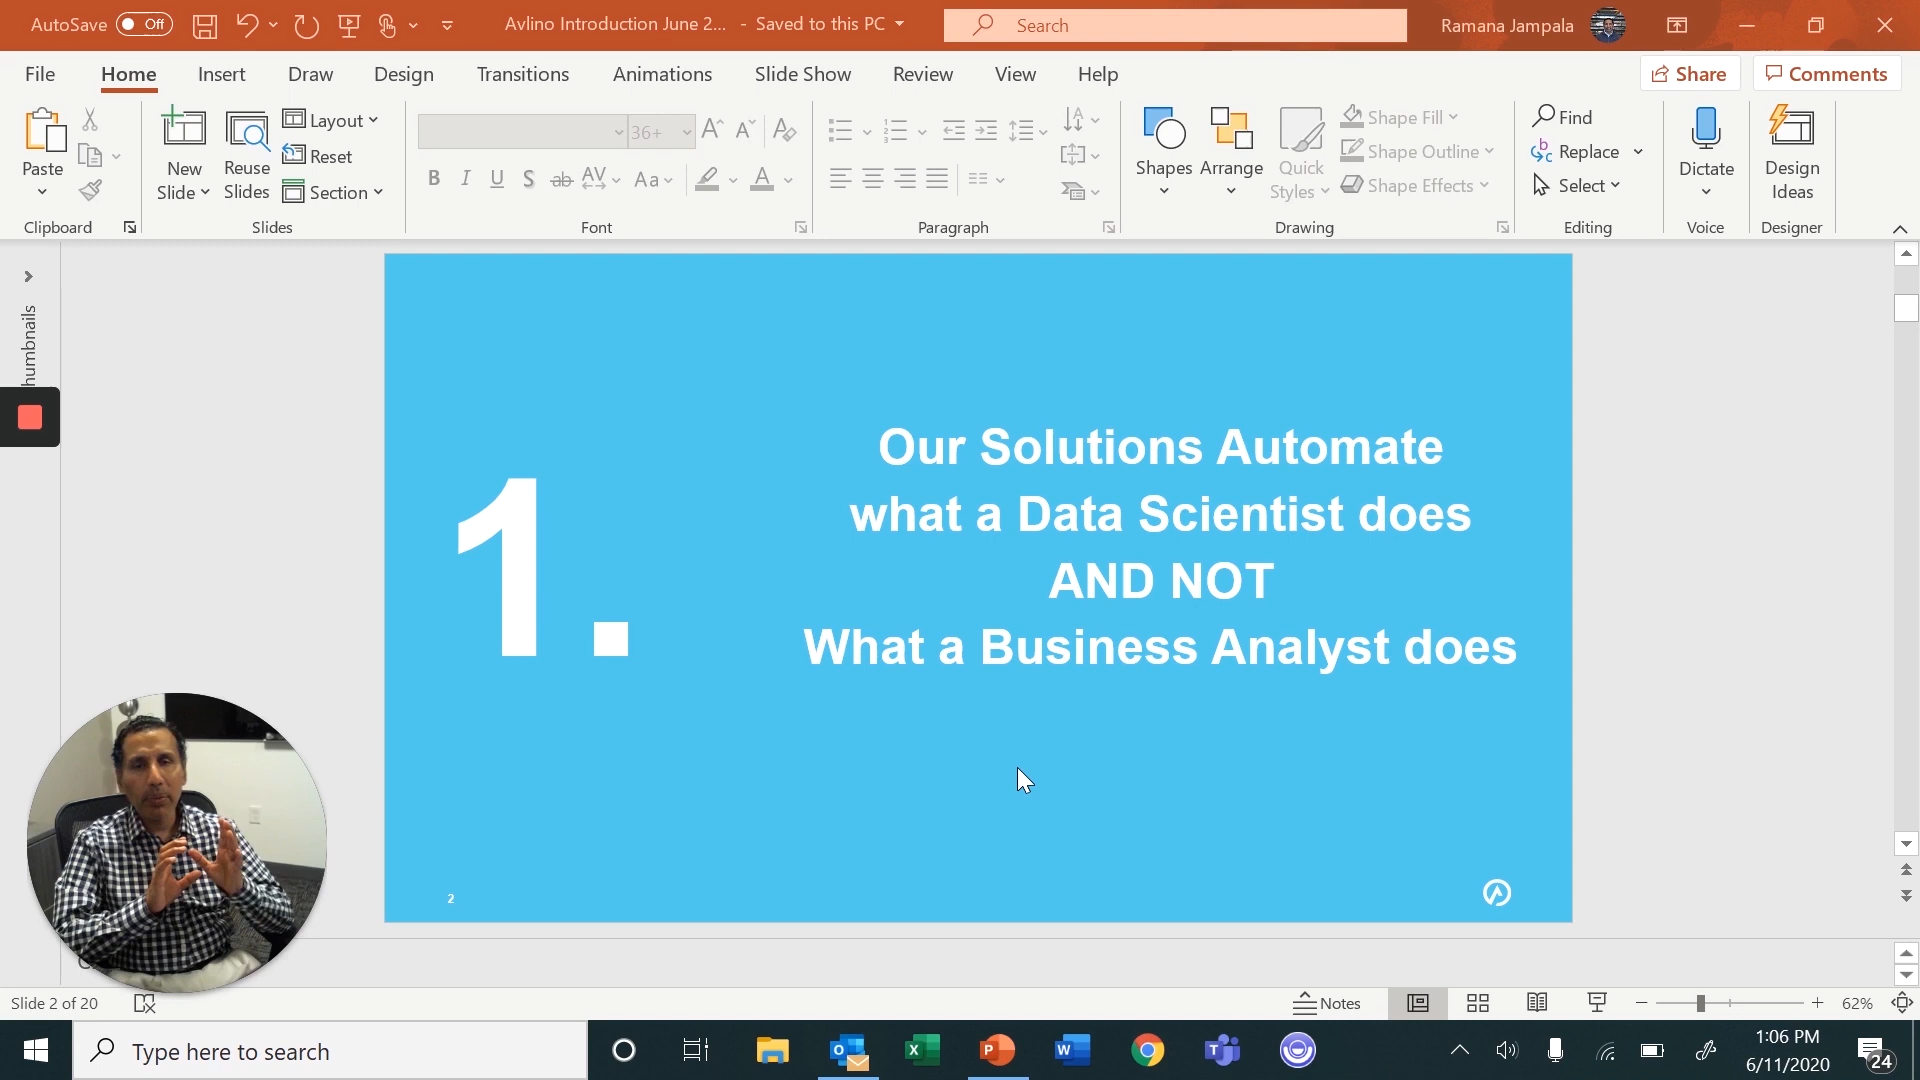 AutoSave Off Avlino Introduction June 2... - Saved to this PC Search Ramana Jampala
File Home Insert Draw Design Transitions Animations Slide Show Review View Help Share Comments
Paste
New Slide
Reuse Slides
Layout
Reset
Section
36+
B I U S ab AV Aa A
Shapes
Arrange
Quick Styles
Shape Fill
Shape Outline
Shape Effects
Find
Replace
Select
Dictate
Design Ideas
Clipboard Slides Font Paragraph Drawing Editing Voice Designer
1.
Our Solutions Automate
what a Data Scientist does
AND NOT
What a Business Analyst does
2
Slide 2 of 20 Notes 62%
Type here to search
1:06 PM
6/11/2020
24